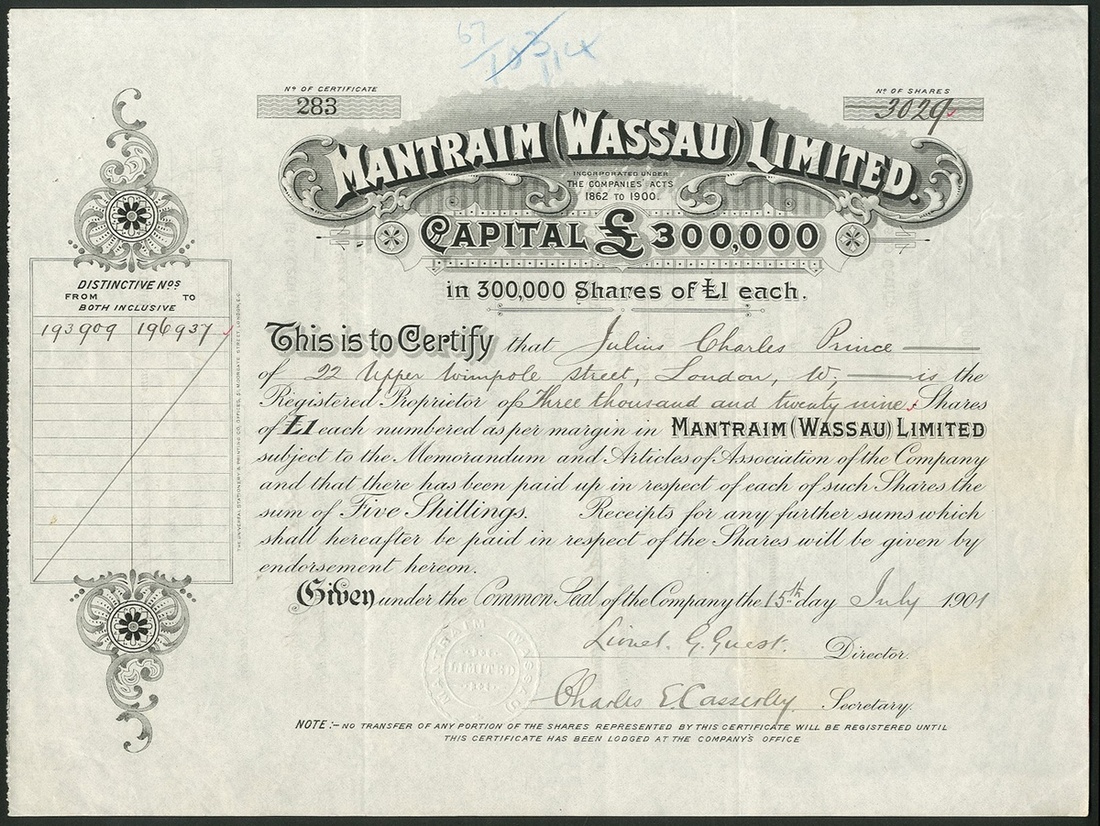 Nº OF CERTIFICATE
283
Nº OF SHARES
3029
MANTRAIM (WASSAU) LIMITED.
INCORPORATED UNDER
THE COMPANIES ACTS
1862 TO 1900.
CAPITAL £ 300,000
in 300,000 Shares of £1 each.
DISTINCTIVE Nos
FROM TO
BOTH INCLUSIVE
193909 196937
This is to Certify that Julius Charles Prince
of 22 Upper Wimpole Street, London, W, is the
Registered Proprietor of Three thousand and twenty nine Shares
of £1 each numbered as per margin in MANTRAIM (WASSAU) LIMITED
subject to the Memorandum and Articles of Association of the Company
and that there has been paid up in respect of each of such Shares the
sum of Five Shillings. Receipts for any further sums which
shall hereafter be paid in respect of the Shares will be given by
endorsement hereon.
Given under the Common Seal of the Company the 15th day July 1901
Lionel G. Guest. Director.
Charles E Casserley Secretary.
MANTRAIM (WASSAU)
LIMITED
NOTE:- NO TRANSFER OF ANY PORTION OF THE SHARES REPRESENTED BY THIS CERTIFICATE WILL BE REGISTERED UNTIL
THIS CERTIFICATE HAS BEEN LODGED AT THE COMPANY'S OFFICE